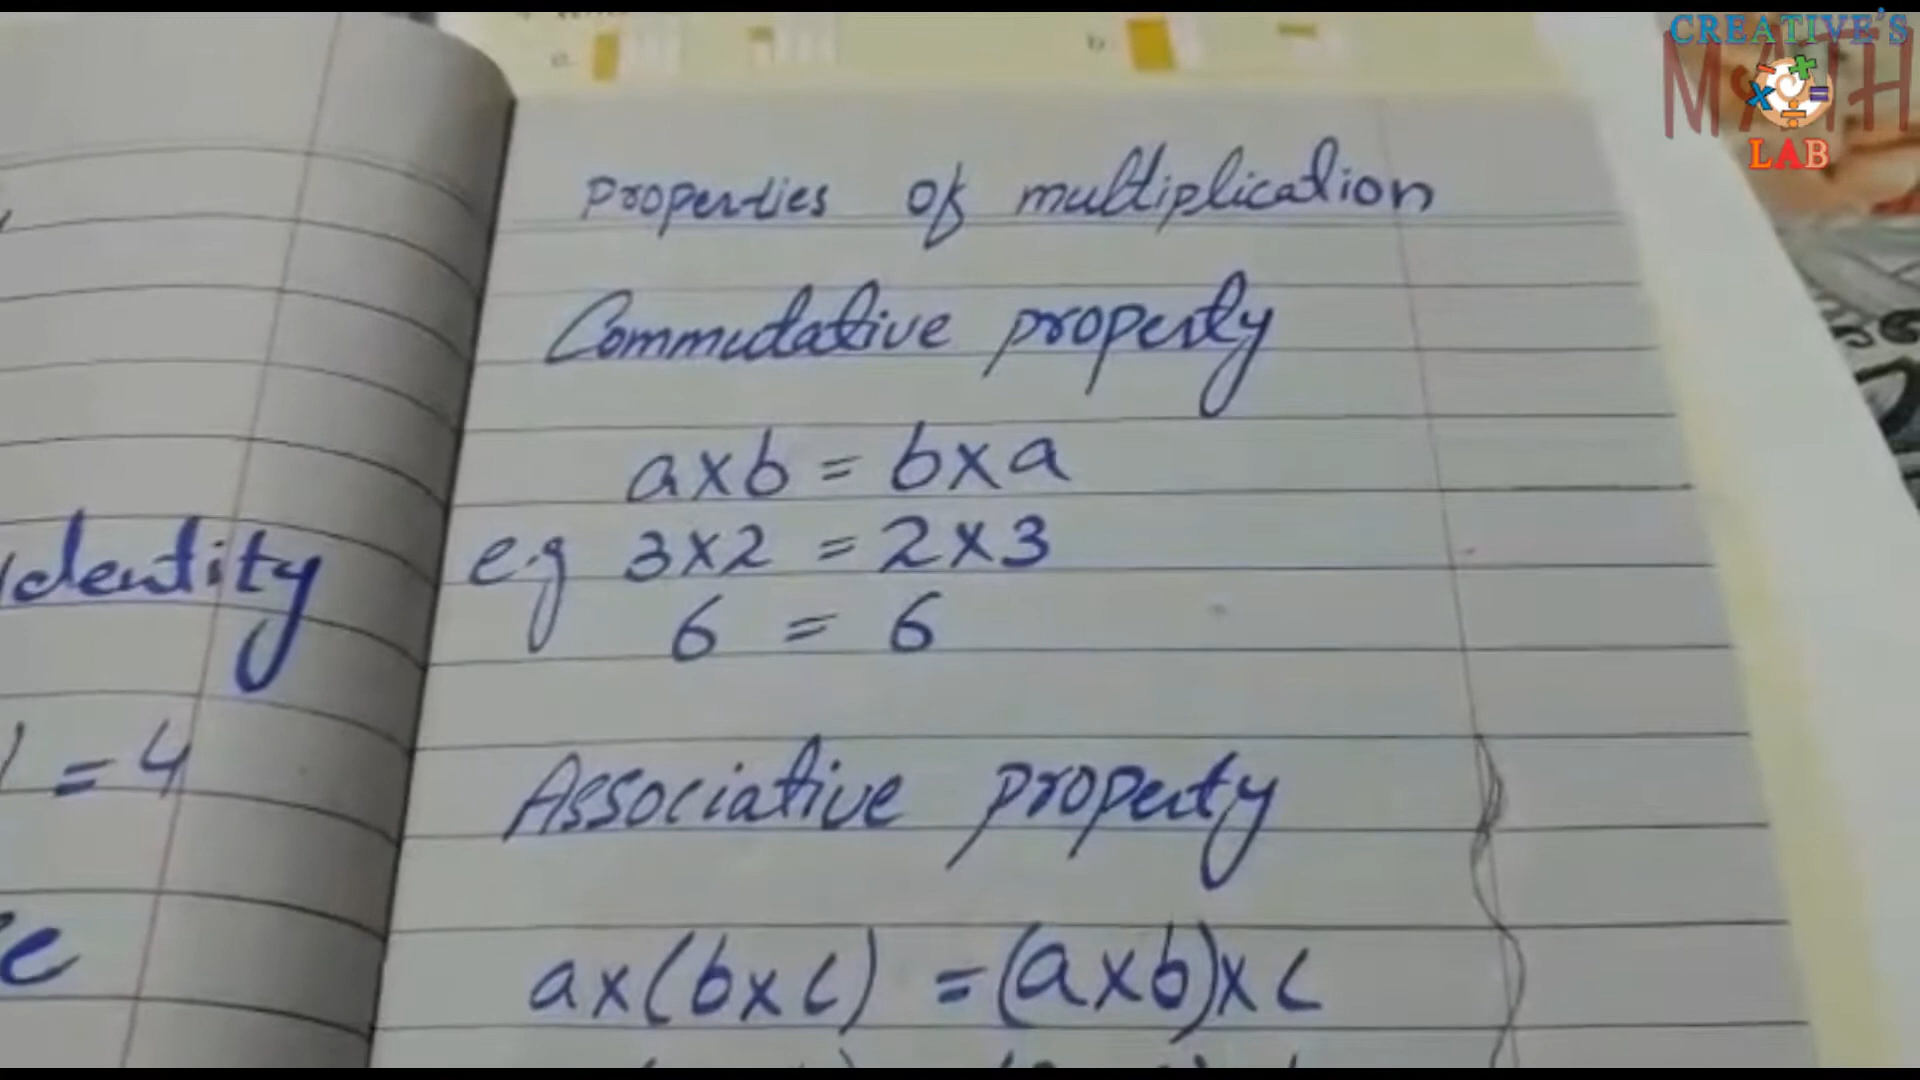 CREATIVE'S
MATH
LAB
Properties of multiplication
Commutative property
a×b = b×a
e.g 3×2 = 2×3
6 = 6
Associative property
a×(b×c) = (a×b)×c
identity
= 4